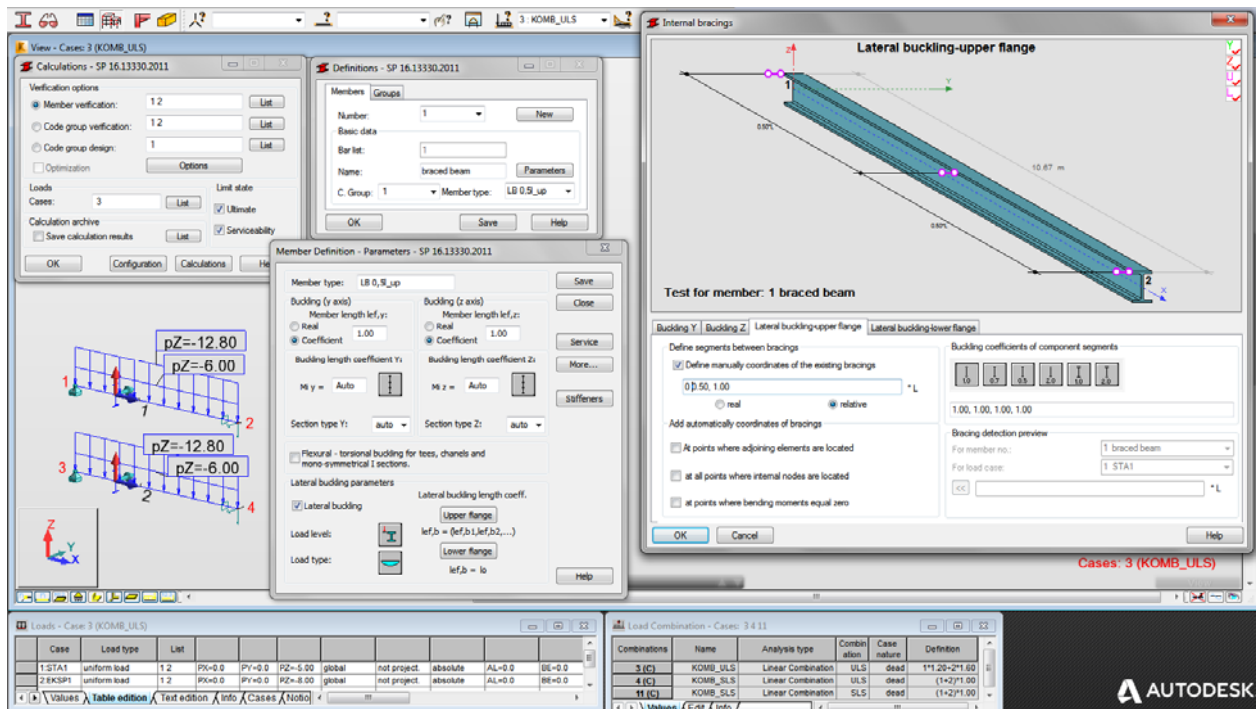 3 : KOMB_ULS
View - Cases: 3 (KOMB_ULS)
Calculations - SP 16.13330.2011
Verification options
Member verification: 1 2 List
Code group verification: 1 2 List
Code group design: 1 List
Optimization Options
Loads
Cases: 3 List
Limit state
Ultimate
Serviceability
Calculation archive
Save calculation results List
OK Configuration Calculations
Definitions - SP 16.13330.2011
Members Groups
Number: 1 New
Basic data
Bar list: 1
Name: braced beam Parameters
C. Group: 1 Member type: LB 0,5l_up
OK Save Help
Member Definition - Parameters - SP 16.13330.2011
Member type: LB 0,5l_up Save
Close
Service
More...
Stiffeners
Help
Buckling (y axis)
Member length lef,y:
Real
Coefficient 1.00
Buckling length coefficient Y:
Mi y = Auto
Section type Y: auto
Buckling (z axis)
Member length lef,z:
Real
Coefficient 1.00
Buckling length coefficient Z:
Mi z = Auto
Section type Z: auto
Flexural - torsional buckling for tees, chanels and
mono-symmetrical I sections.
Lateral buckling parameters
Lateral buckling
Load level:
Load type:
Lateral buckling length coeff.
Upper flange
lef,b = (lef,b1,lef,b2,...)
Lower flange
lef,b = lo
pZ=-12.80
pZ=-6.00
1
1
2
pZ=-12.80
pZ=-6.00
3
2
4
Z
Y
X
Internal bracings
Lateral buckling-upper flange
Z
Y
1
0.50L
10.67 m
0.50L
2
X
Test for member: 1 braced beam
Buckling Y Buckling Z Lateral buckling-upper flange Lateral buckling-lower flange
Define segments between bracings
Define manually coordinates of the existing bracings
0 0.50, 1.00 * L
real relative
Add automatically coordinates of bracings
At points where adjoining elements are located
at all points where internal nodes are located
at points where bending moments equal zero
Buckling coefficients of component segments
1.0 0.7 0.5 2.0 1.0 2.0
1.00, 1.00, 1.00, 1.00
Bracing detection preview
For member no.: 1 braced beam
For load case: 1 STA1
<< * L
OK Cancel Help
Cases: 3 (KOMB_ULS)
Loads - Case: 3 (KOMB_ULS)
Case Load type List
1:STA1 uniform load 1 2 PX=0.0 PY=0.0 PZ=-5.00 global not project. absolute AL=0.0 BE=0.0
2:EKSP1 uniform load 1 2 PX=0.0 PY=0.0 PZ=-8.00 global not project. absolute AL=0.0 BE=0.0
Values Table edition Text edition Info Cases
Load Combination - Cases: 3 4 11
Combinations Name Analysis type Combin ation Case nature Definition
3 (C) KOMB_ULS Linear Combination ULS dead 1*1.20+2*1.60
4 (C) KOMB_SLS Linear Combination ULS dead (1+2)*1.00
11 (C) KOMB_SLS Linear Combination SLS dead (1+2)*1.00
Values Edit Info
AUTODESK